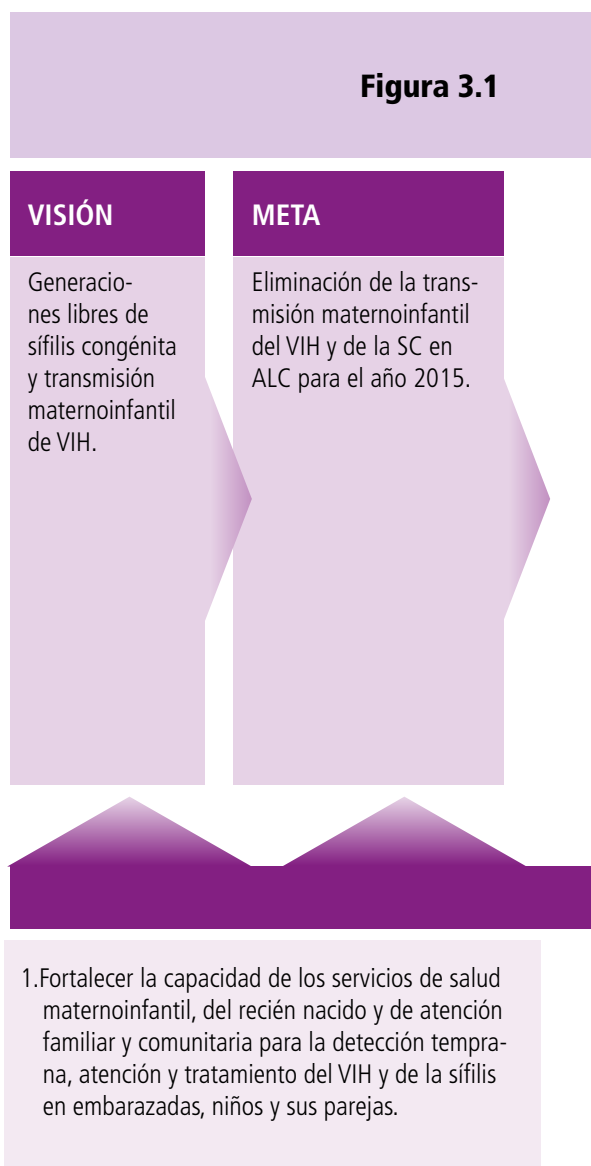 Figura 3.1
VISIÓN
Generacio-
nes libres de
sífilis congénita
y transmisión
maternoinfantil
de VIH.
META
Eliminación de la trans-
misión maternoinfantil
del VIH y de la SC en
ALC para el año 2015.
1.Fortalecer la capacidad de los servicios de salud
maternoinfantil, del recién nacido y de atención
familiar y comunitaria para la detección tempra-
na, atención y tratamiento del VIH y de la sífilis
en embarazadas, niños y sus parejas.